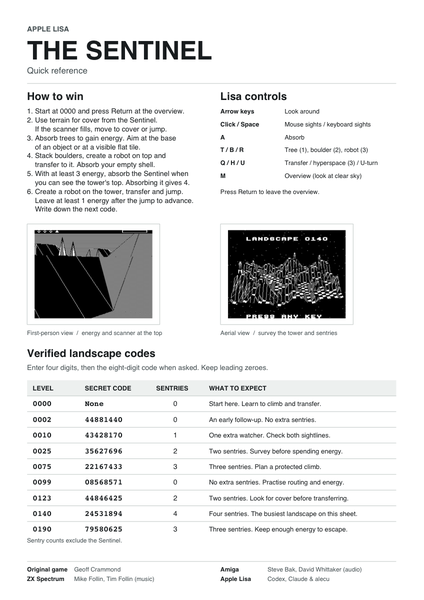 APPLE LISA
THE SENTINEL
Quick reference
How to win
1. Start at 0000 and press Return at the overview.
2. Use terrain for cover from the Sentinel.
If the scanner fills, move to cover or jump.
3. Absorb trees to gain energy. Aim at the base
of an object or at a visible flat tile.
4. Stack boulders, create a robot on top and
transfer to it. Absorb your empty shell.
5. With at least 3 energy, absorb the Sentinel when
you can see the tower's top. Absorbing it gives 4.
6. Create a robot on the tower, transfer and jump.
Leave at least 1 energy after the jump to advance.
Write down the next code.
Lisa controls
Arrow keys Look around
Click / Space Mouse sights / keyboard sights
A Absorb
T / B / R Tree (1), boulder (2), robot (3)
Q / H / U Transfer / hyperspace (3) / U-turn
M Overview (look at clear sky)
Press Return to leave the overview.
LANDSCAPE 0140
PRESS ANY KEY
First-person view / energy and scanner at the top
Aerial view / survey the tower and sentries
Verified landscape codes
Enter four digits, then the eight-digit code when asked. Keep leading zeroes.
LEVEL SECRET CODE SENTRIES WHAT TO EXPECT
0000 None 0 Start here. Learn to climb and transfer.
0002 44881440 0 An early follow-up. No extra sentries.
0010 43428170 1 One extra watcher. Check both sightlines.
0025 35627696 2 Two sentries. Survey before spending energy.
0075 22167433 3 Three sentries. Plan a protected climb.
0099 08568571 0 No extra sentries. Practise routing and energy.
0123 44846425 2 Two sentries. Look for cover before transferring.
0140 24531894 4 Four sentries. The busiest landscape on this sheet.
0190 79580625 3 Three sentries. Keep enough energy to escape.
Sentry counts exclude the Sentinel.
Original game Geoff Crammond
ZX Spectrum Mike Follin, Tim Follin (music)
Amiga Steve Bak, David Whittaker (audio)
Apple Lisa Codex, Claude & alecu